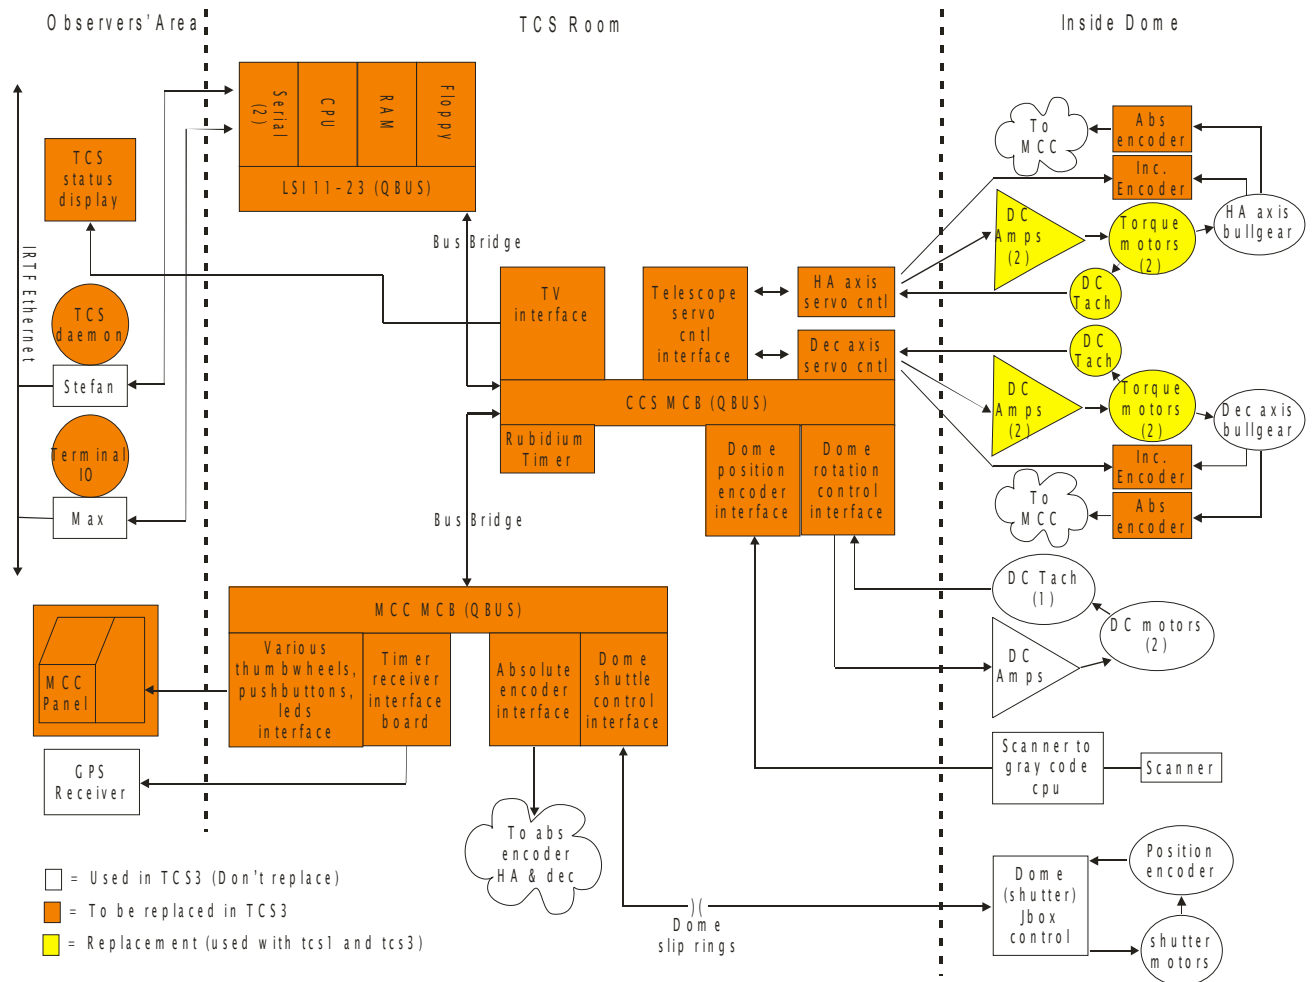 Observers' Area
TCS Room
Inside Dome
IRTF Ethernet
TCS
status
display
TCS
daemon
Stefan
Terminal
IO
Max
MCC
Panel
GPS
Receiver
Serial
(2)
CPU
RAM
Floppy
LSI 11-23 (QBUS)
Bus Bridge
TV
interface
Telescope
servo
cntl
interface
HA axis
servo cntl
Dec axis
servo cntl
CCS MCB (QBUS)
Rubidium
Timer
Dome
position
encoder
interface
Dome
rotation
control
interface
Bus Bridge
MCC MCB (QBUS)
Various
thumbwheels,
pushbuttons,
leds
interface
Timer
receiver
interface
board
Absolute
encoder
interface
Dome
shuttle
control
interface
To abs
encoder
HA & dec
)(
Dome
slip rings
To
MCC
Abs
encoder
Inc.
Encoder
DC
Amps
(2)
Torque
motors
(2)
HA axis
bullgear
DC
Tach
DC
Tach
DC
Amps
(2)
Torque
motors
(2)
Dec axis
bullgear
Inc.
Encoder
To
MCC
Abs
encoder
DC Tach
(1)
DC motors
(2)
DC
Amps
Scanner to
gray code
cpu
Scanner
Dome
(shutter)
Jbox
control
Position
encoder
shutter
motors
= Used in TCS3 (Don't replace)
= To be replaced in TCS3
= Replacement (used with tcs1 and tcs3)